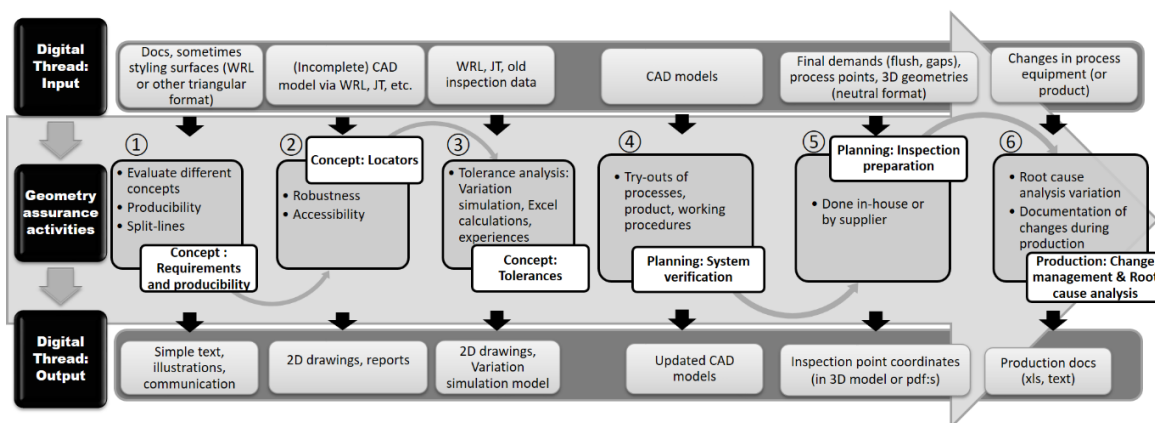 Digital
Thread:
Input
Docs, sometimes
styling surfaces (WRL
or other triangular
format)
(Incomplete) CAD
model via WRL, JT, etc.
WRL, JT, old
inspection data
CAD models
Final demands (flush, gaps),
process points, 3D geometries
(neutral format)
Changes in process
equipment (or
product)
Geometry
assurance
activities
①
• Evaluate different
concepts
• Producibility
• Split-lines
Concept :
Requirements
and producibility
②
Concept: Locators
• Robustness
• Accessibility
③
• Tolerance analysis:
Variation
simulation, Excel
calculations,
experiences
Concept:
Tolerances
④
• Try-outs of
processes,
product, working
procedures
Planning: System
verification
⑤
Planning: Inspection
preparation
• Done in-house or
by supplier
⑥
• Root cause
analysis variation
• Documentation of
changes during
production
Production: Change
management & Root
cause analysis
Digital
Thread:
Output
Simple text,
illustrations,
communication
2D drawings, reports
2D drawings,
Variation
simulation model
Updated CAD
models
Inspection point coordinates
(in 3D model or pdf:s)
Production docs
(xls, text)